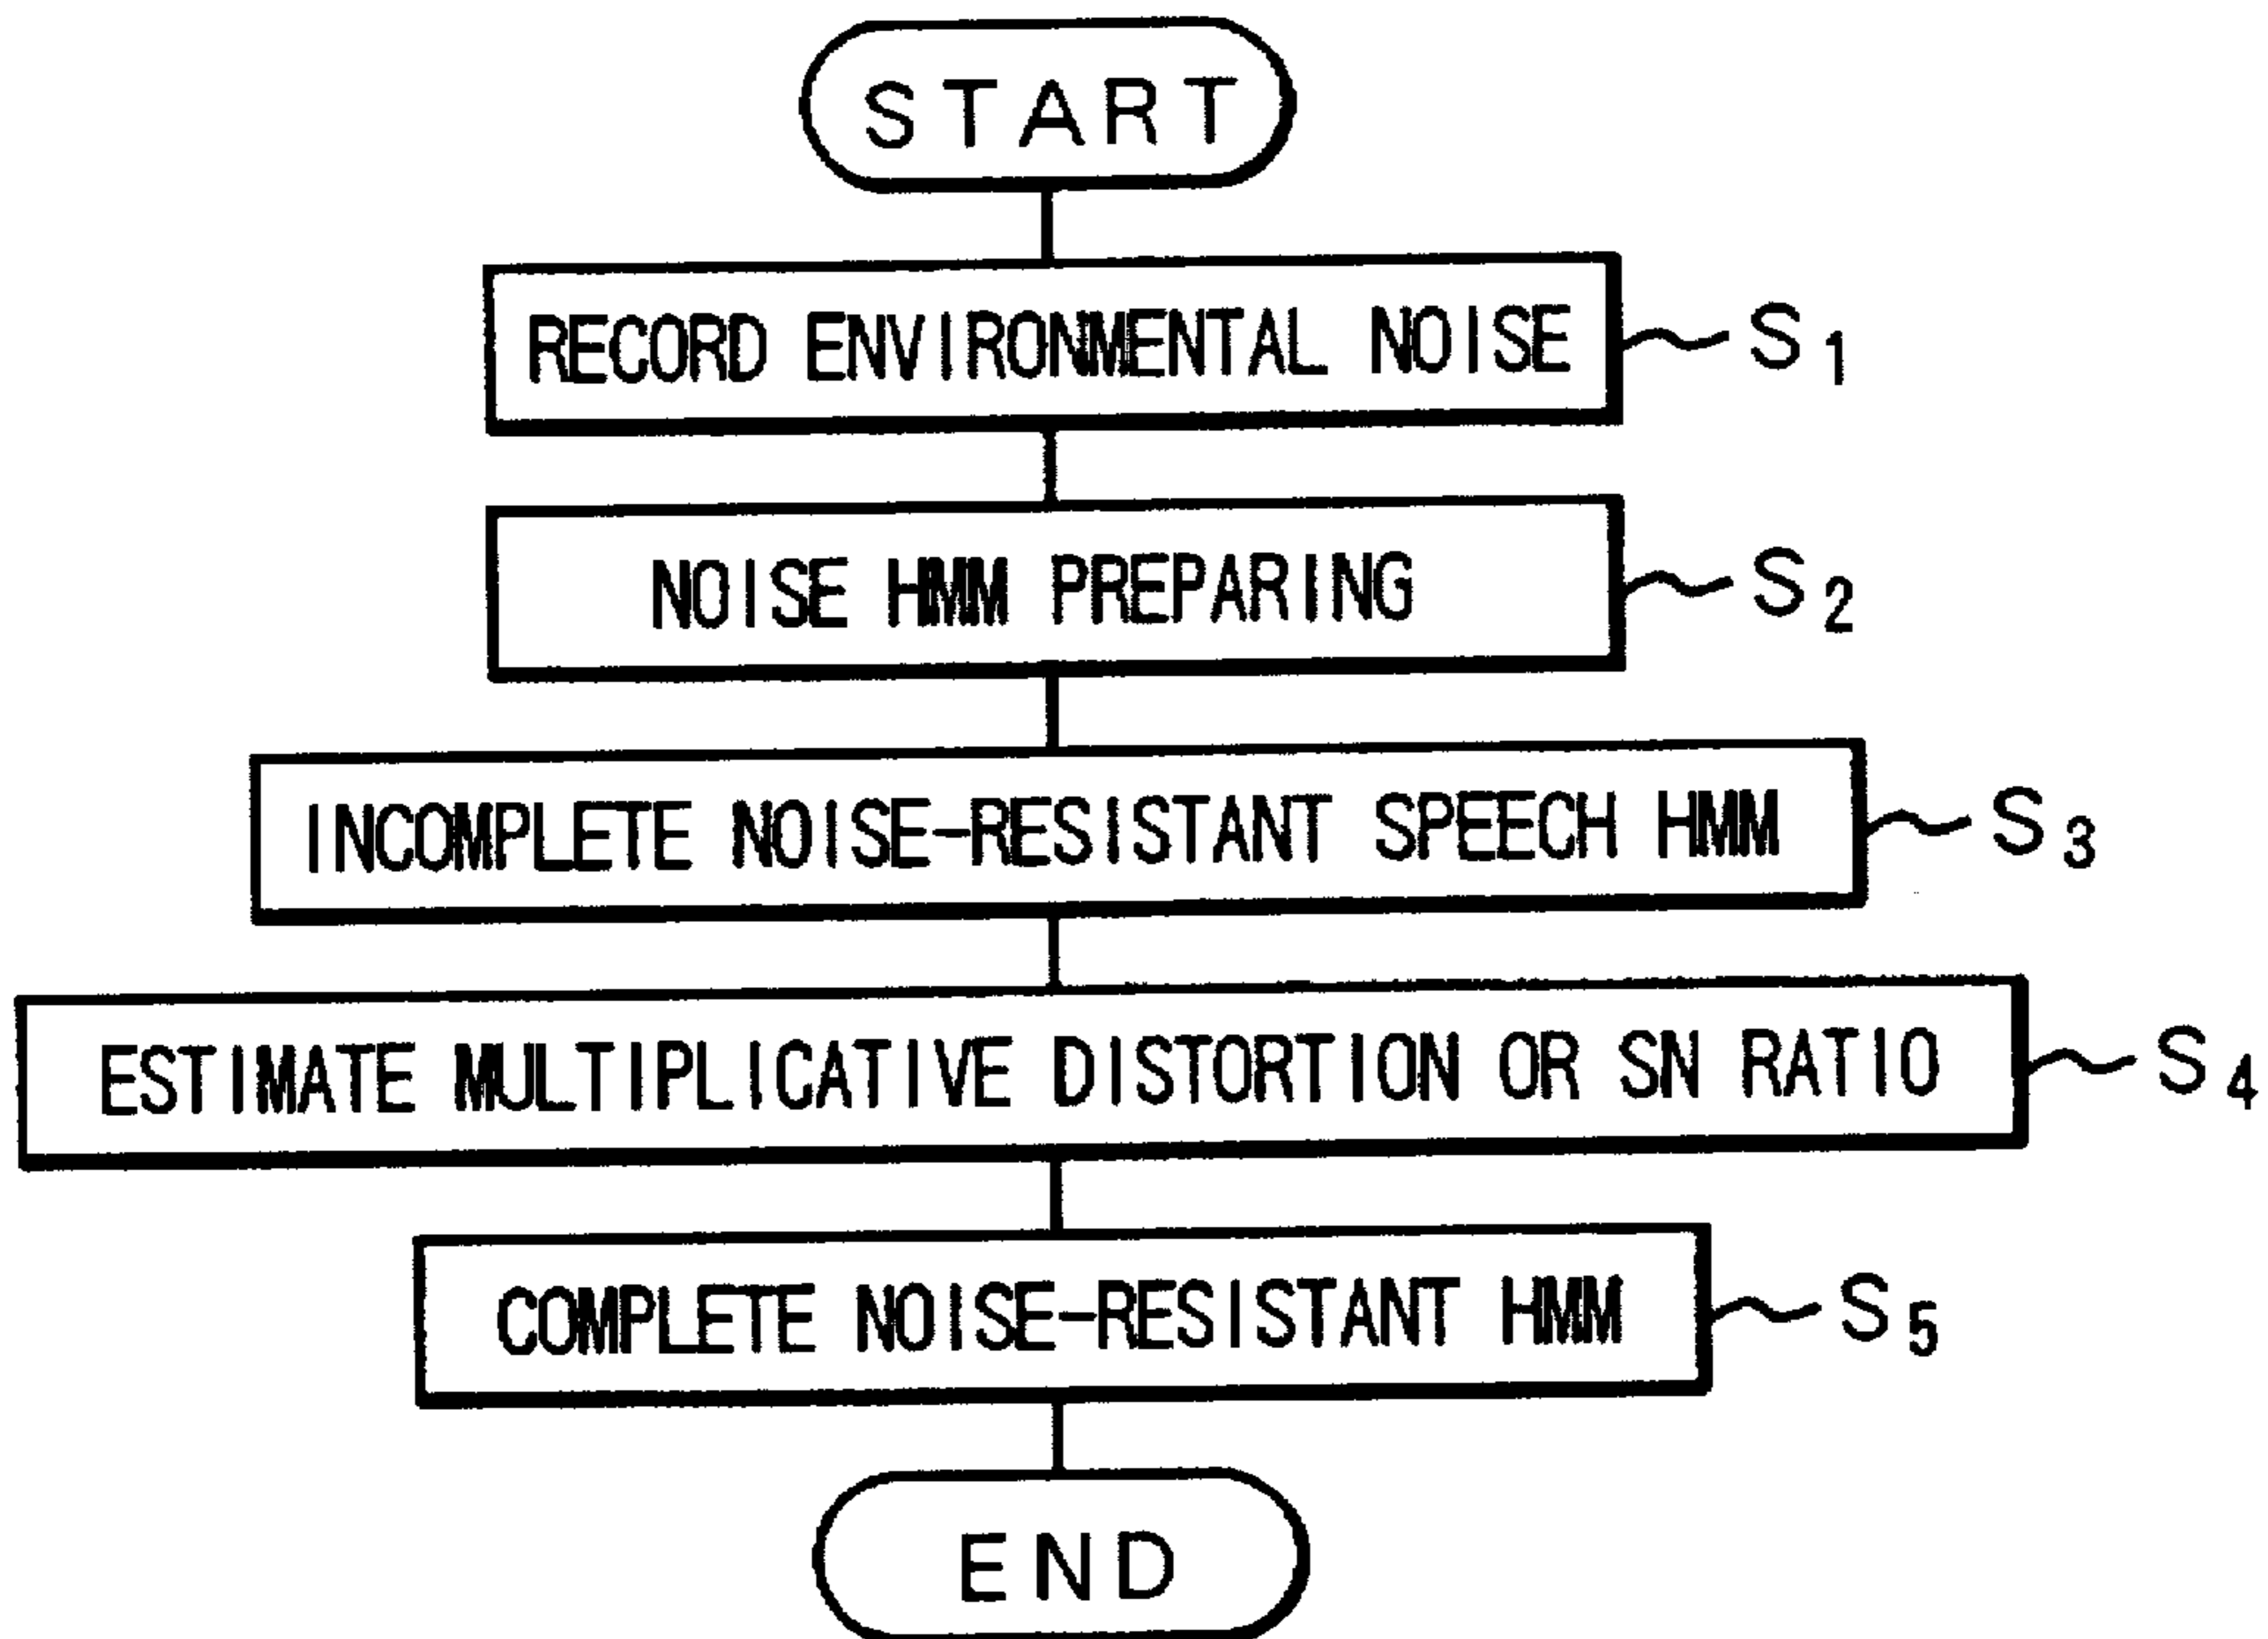 START
RECORD ENVIRONMENTAL NOISE S1
NOISE HMM PREPARING S2
INCOMPLETE NOISE-RESISTANT SPEECH HMM S3
ESTIMATE MULTIPLICATIVE DISTORTION OR SN RATIO S4
COMPLETE NOISE-RESISTANT HMM S5
END